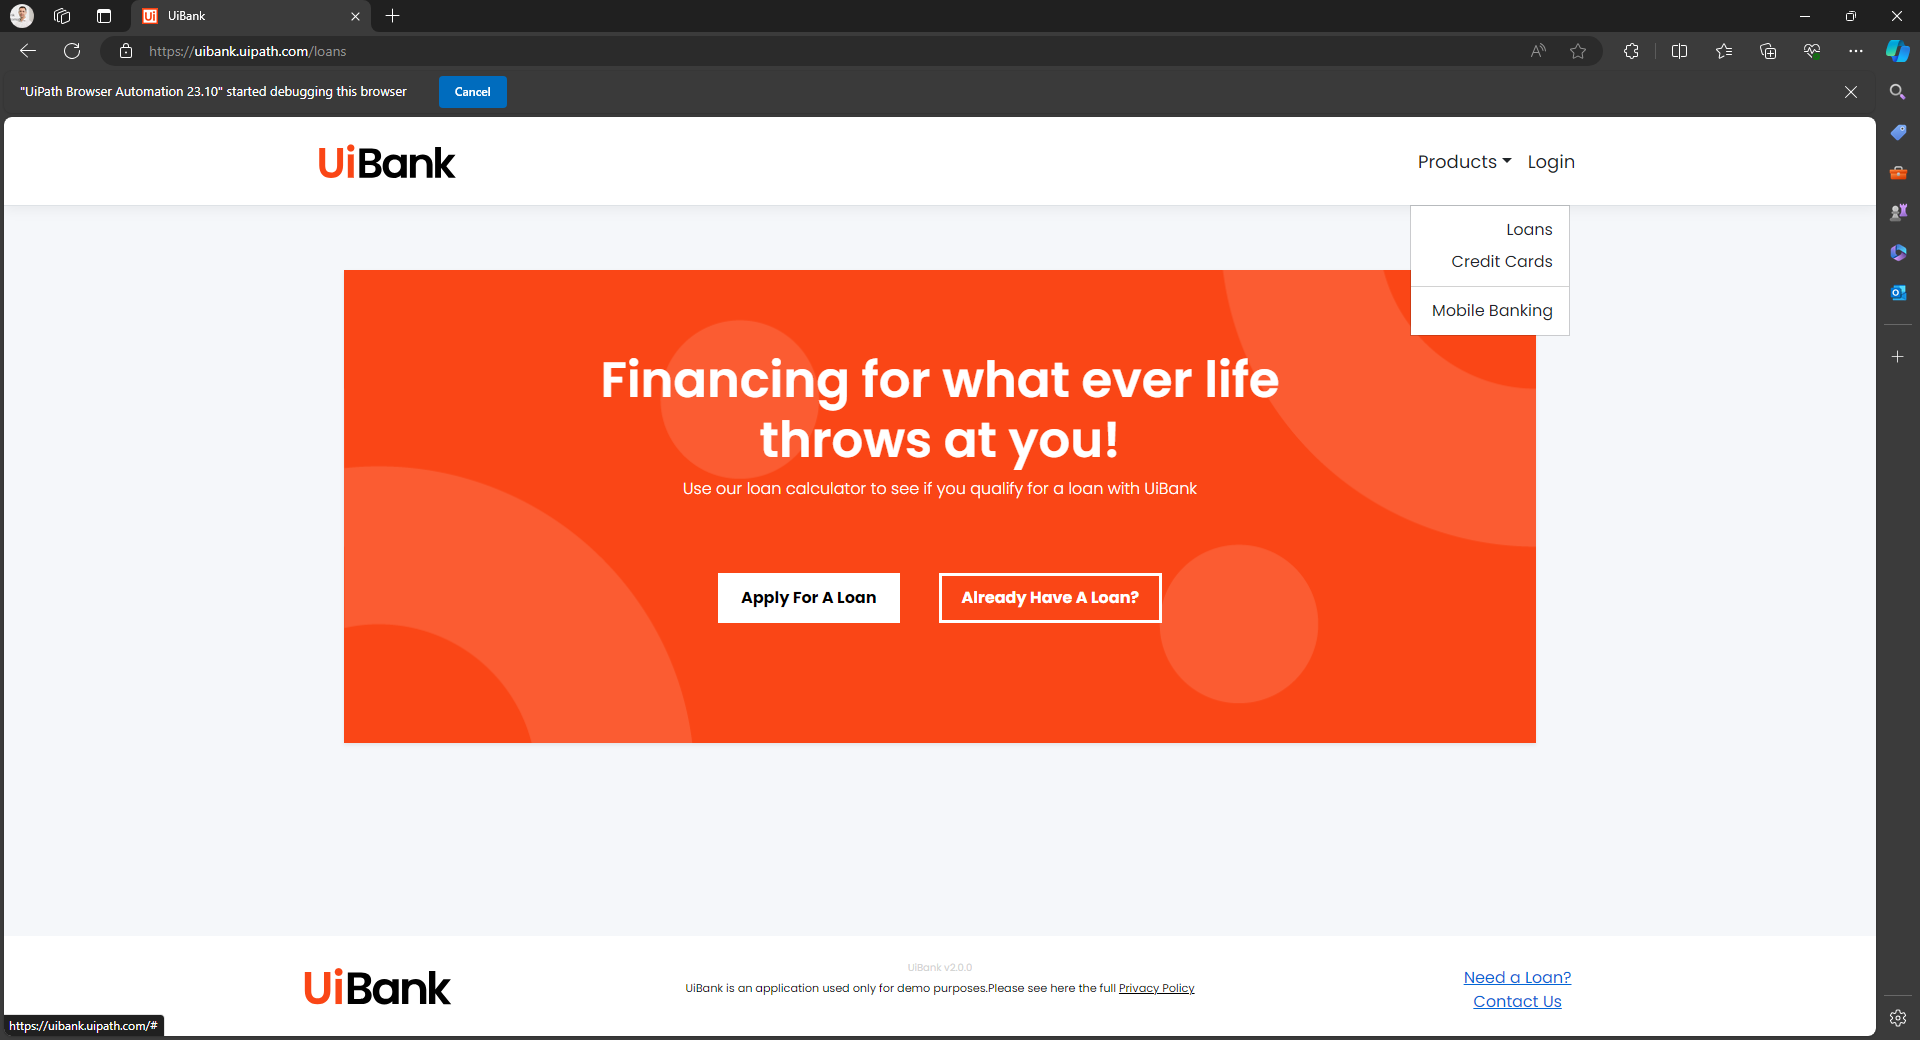 UiBank
https://uibank.uipath.com/loans
"UiPath Browser Automation 23.10" started debugging this browser
Cancel
UiBank
Products
Login
Loans
Credit Cards
Mobile Banking
Financing for what ever life
throws at you!
Use our loan calculator to see if you qualify for a loan with UiBank
Apply For A Loan
Already Have A Loan?
UiBank
UiBank v2.0.0
UiBank is an application used only for demo purposes.Please see here the full Privacy Policy
Need a Loan?
Contact Us
https://uibank.uipath.com/#